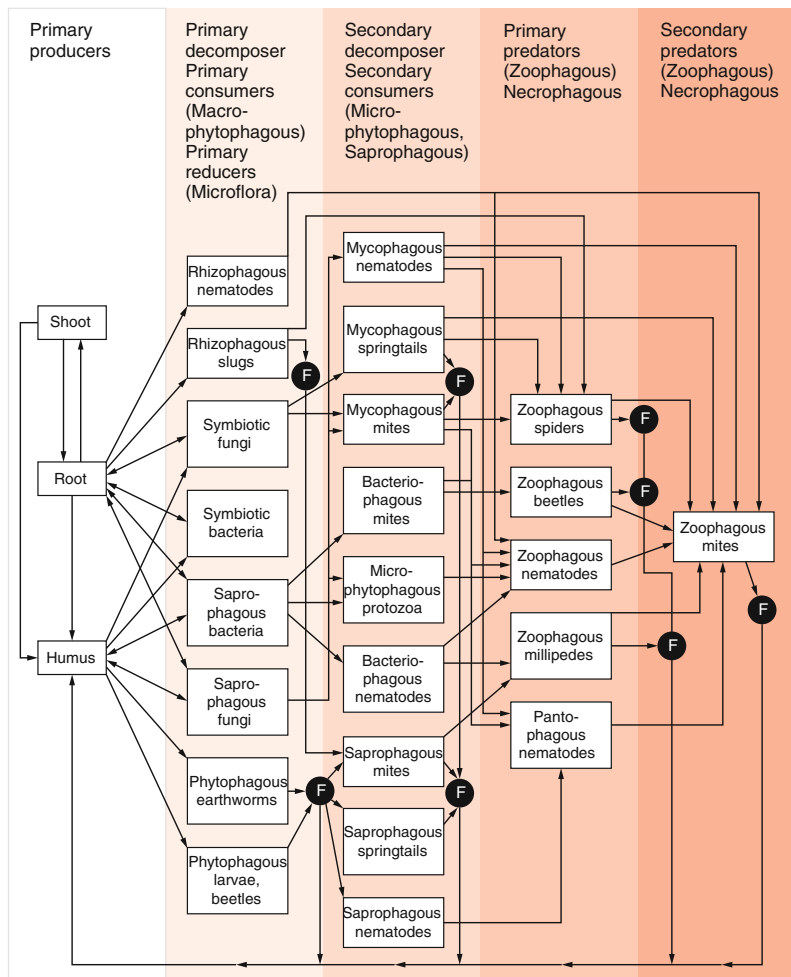 Primary
producers
Primary
decomposer
Primary
consumers
(Macro-
phytophagous)
Primary
reducers
(Microflora)
Secondary
decomposer
Secondary
consumers
(Micro-
phytophagous,
Saprophagous)
Primary
predators
(Zoophagous)
Necrophagous
Secondary
predators
(Zoophagous)
Necrophagous
Shoot
Root
Humus
Rhizophagous
nematodes
Rhizophagous
slugs
F
Symbiotic
fungi
Symbiotic
bacteria
Sapro-
phagous
bacteria
Sapro-
phagous
fungi
Phytophagous
earthworms
F
Phytophagous
larvae,
beetles
Mycophagous
nematodes
Mycophagous
springtails
F
Mycophagous
mites
Bacterio-
phagous
mites
Micro-
phytophagous
protozoa
Bacterio-
phagous
nematodes
Saprophagous
mites
F
Saprophagous
springtails
Saprophagous
nematodes
Zoophagous
spiders
F
Zoophagous
beetles
F
Zoophagous
nematodes
Zoophagous
millipedes
F
Panto-
phagous
nematodes
Zoophagous
mites
F